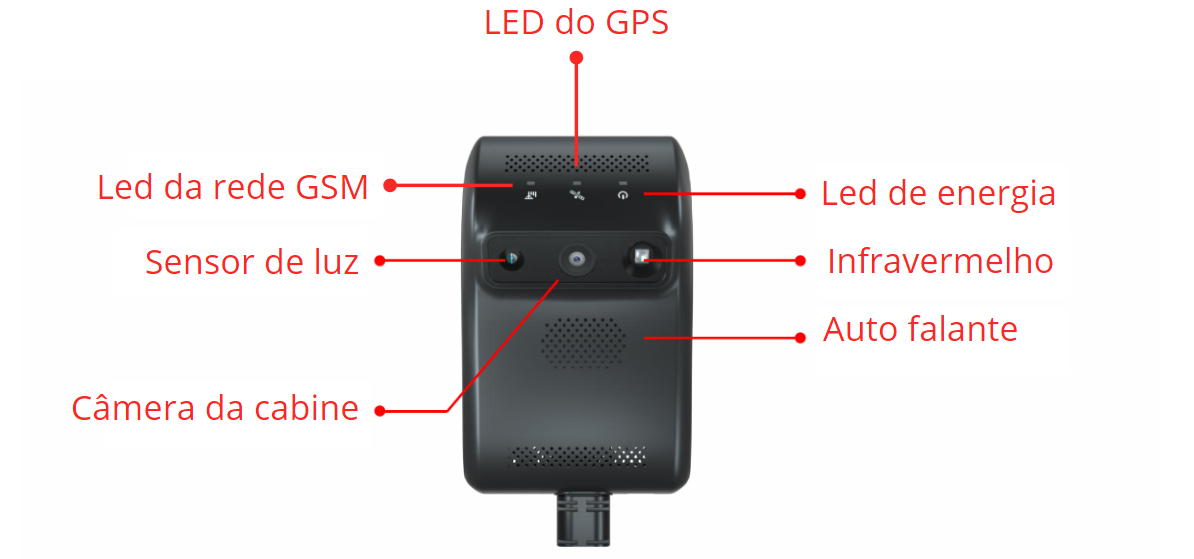 LED do GPS
Led da rede GSM
Led de energia
Sensor de luz
Infravermelho
Auto falante
Câmera da cabine